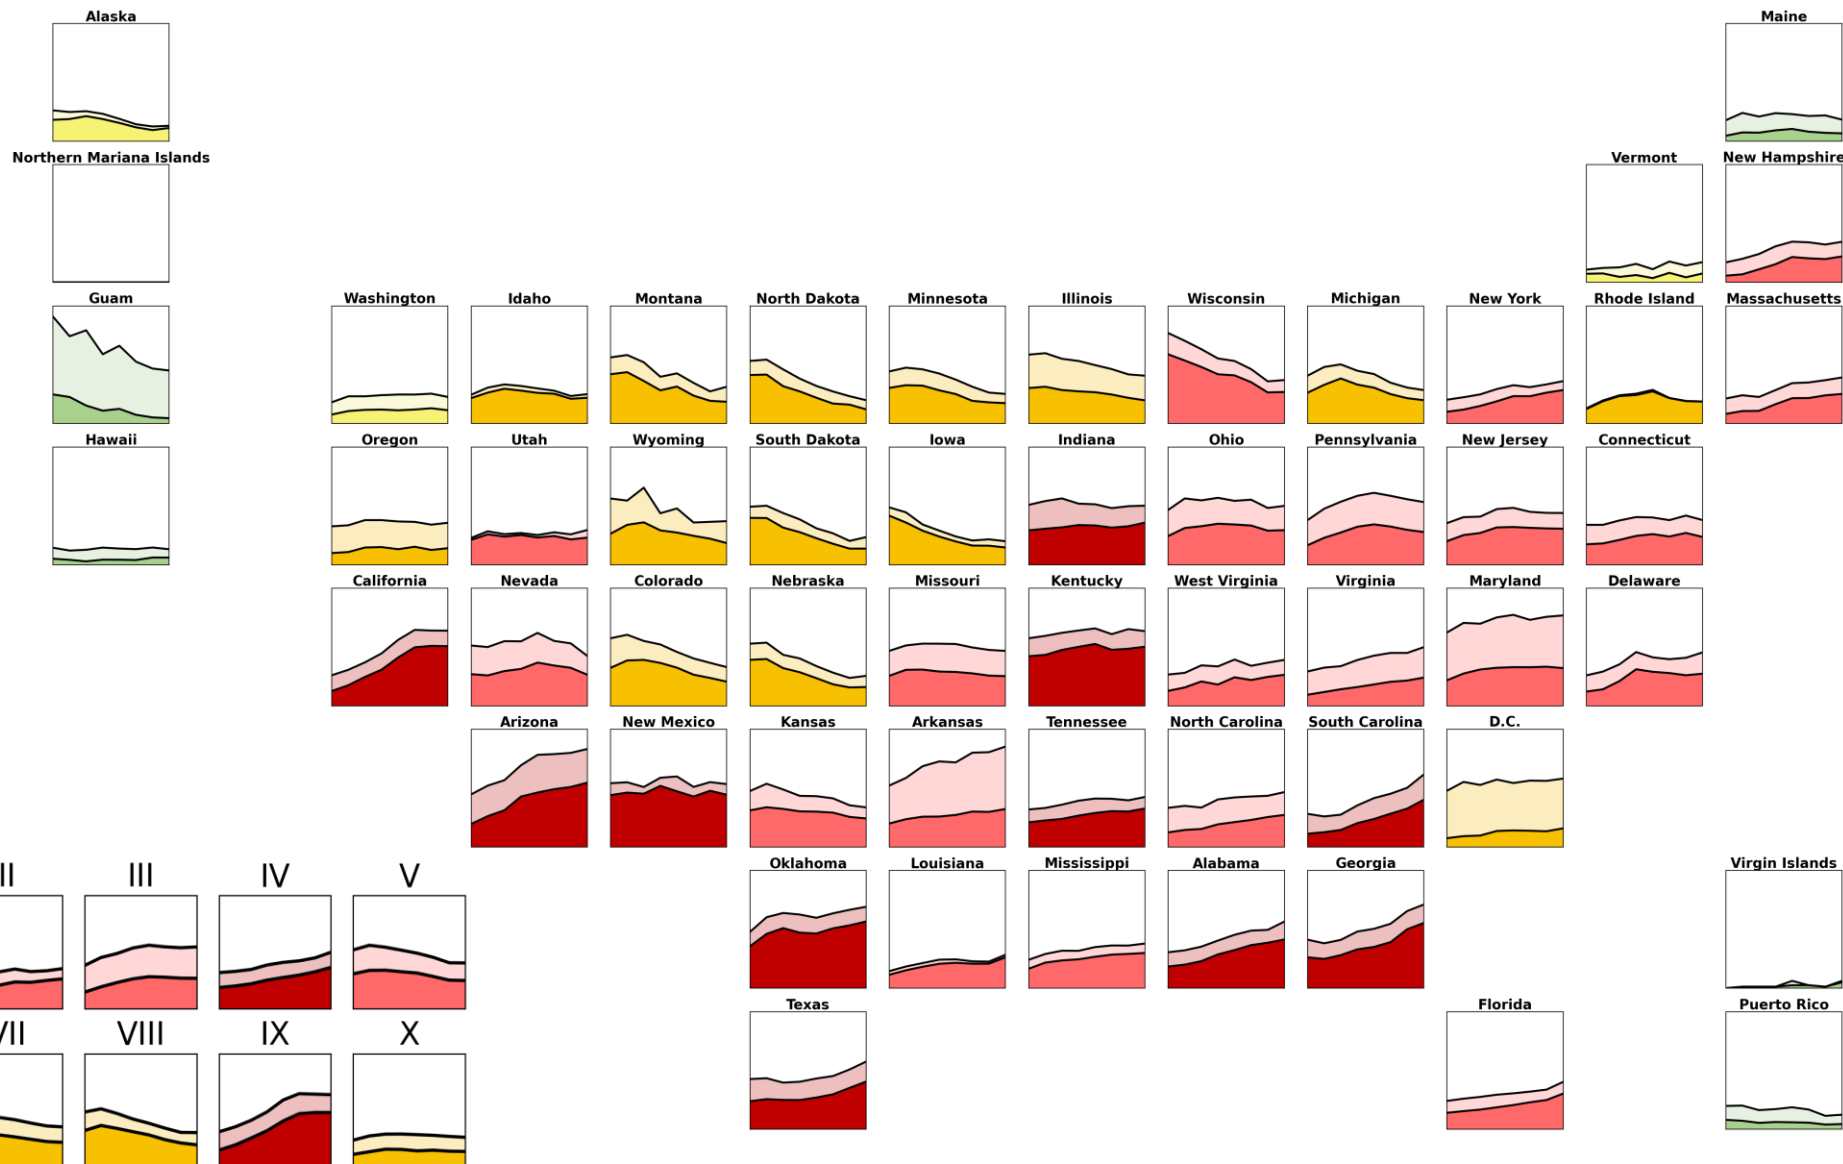 Alaska
Maine
Northern Mariana Islands
Vermont
New Hampshire
Guam
Washington
Idaho
Montana
North Dakota
Minnesota
Illinois
Wisconsin
Michigan
New York
Rhode Island
Massachusetts
Hawaii
Oregon
Utah
Wyoming
South Dakota
Iowa
Indiana
Ohio
Pennsylvania
New Jersey
Connecticut
California
Nevada
Colorado
Nebraska
Missouri
Kentucky
West Virginia
Virginia
Maryland
Delaware
Arizona
New Mexico
Kansas
Arkansas
Tennessee
North Carolina
South Carolina
D.C.
Oklahoma
Louisiana
Mississippi
Alabama
Georgia
Virgin Islands
III
IV
V
Texas
Florida
Puerto Rico
VIII
IX
X